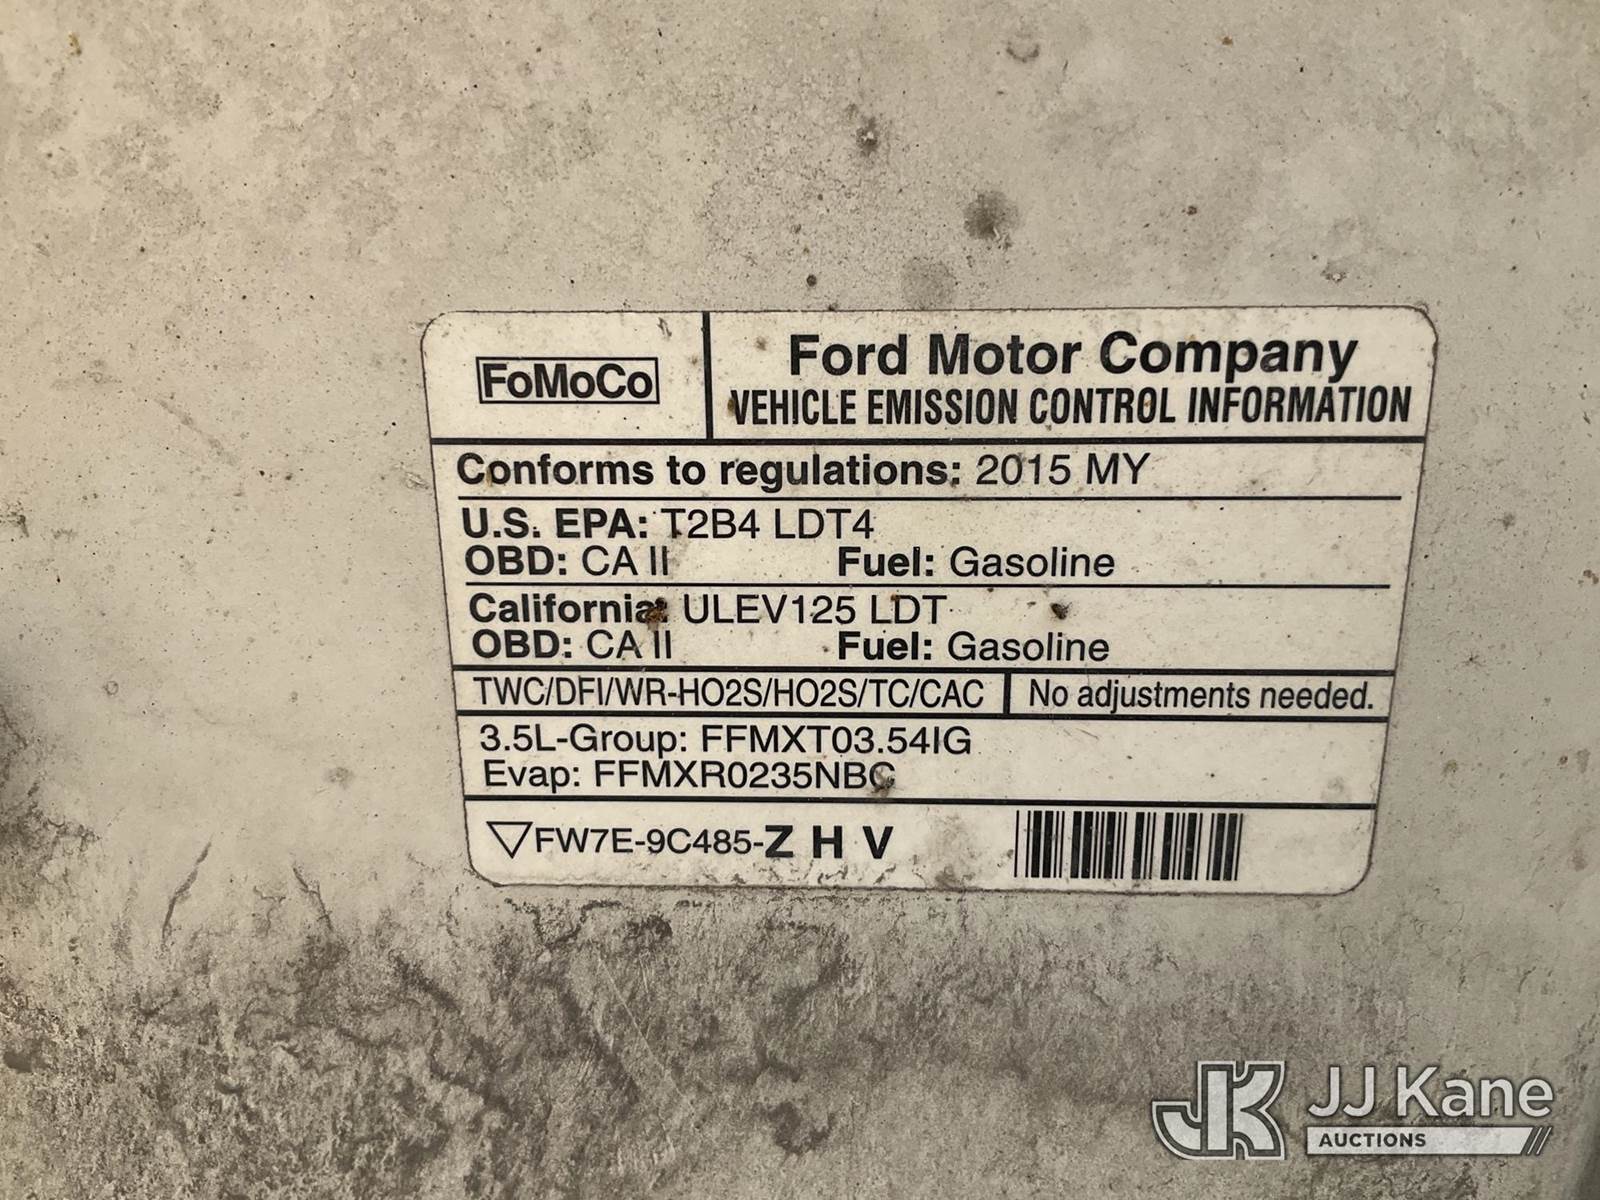 FoMoCo
Ford Motor Company
VEHICLE EMISSION CONTROL INFORMATION
Conforms to regulations: 2015 MY
U.S. EPA: T2B4 LDT4
OBD: CA II Fuel: Gasoline
California: ULEV125 LDT
OBD: CA II Fuel: Gasoline
TWC/DFI/WR-HO2S/HO2S/TC/CAC No adjustments needed.
3.5L-Group: FFMXT03.54IG
Evap: FFMXR0235NBC
FW7E-9C485-Z H V
JK JJ Kane
AUCTIONS